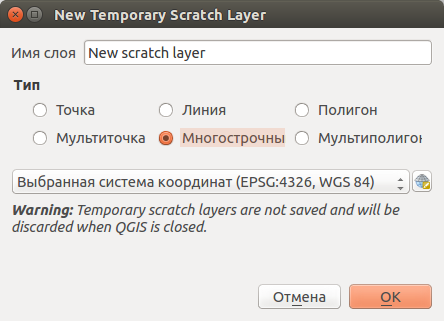 New Temporary Scratch Layer
Имя слоя New scratch layer
Тип
Точка Линия Полигон
Мультиточка Многострочны Мультиполигон
Выбранная система координат (EPSG:4326, WGS 84)
Warning: Temporary scratch layers are not saved and will be
discarded when QGIS is closed.
Отмена OK